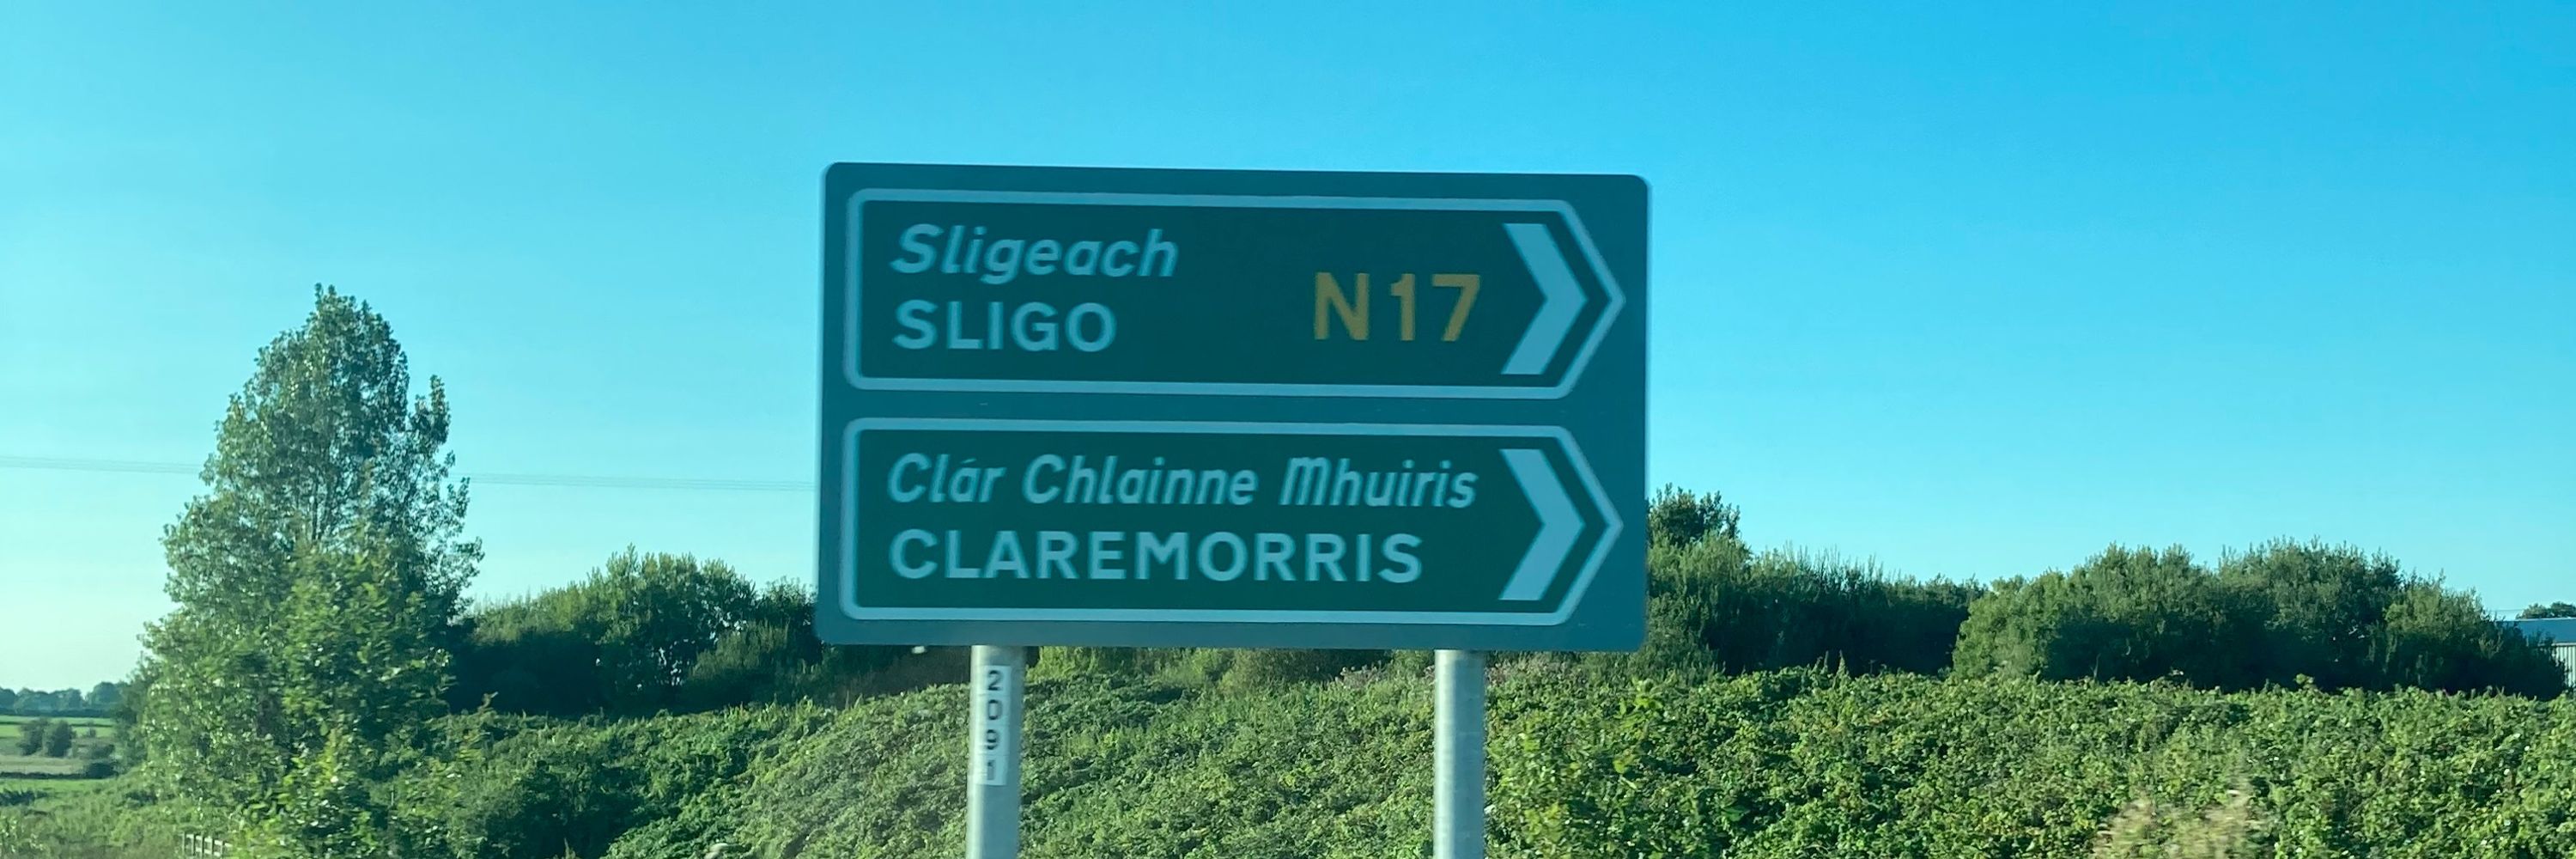 Sligeach
SLIGO
N17
Clár Chlainne Mhuiris
CLAREMORRIS
2091